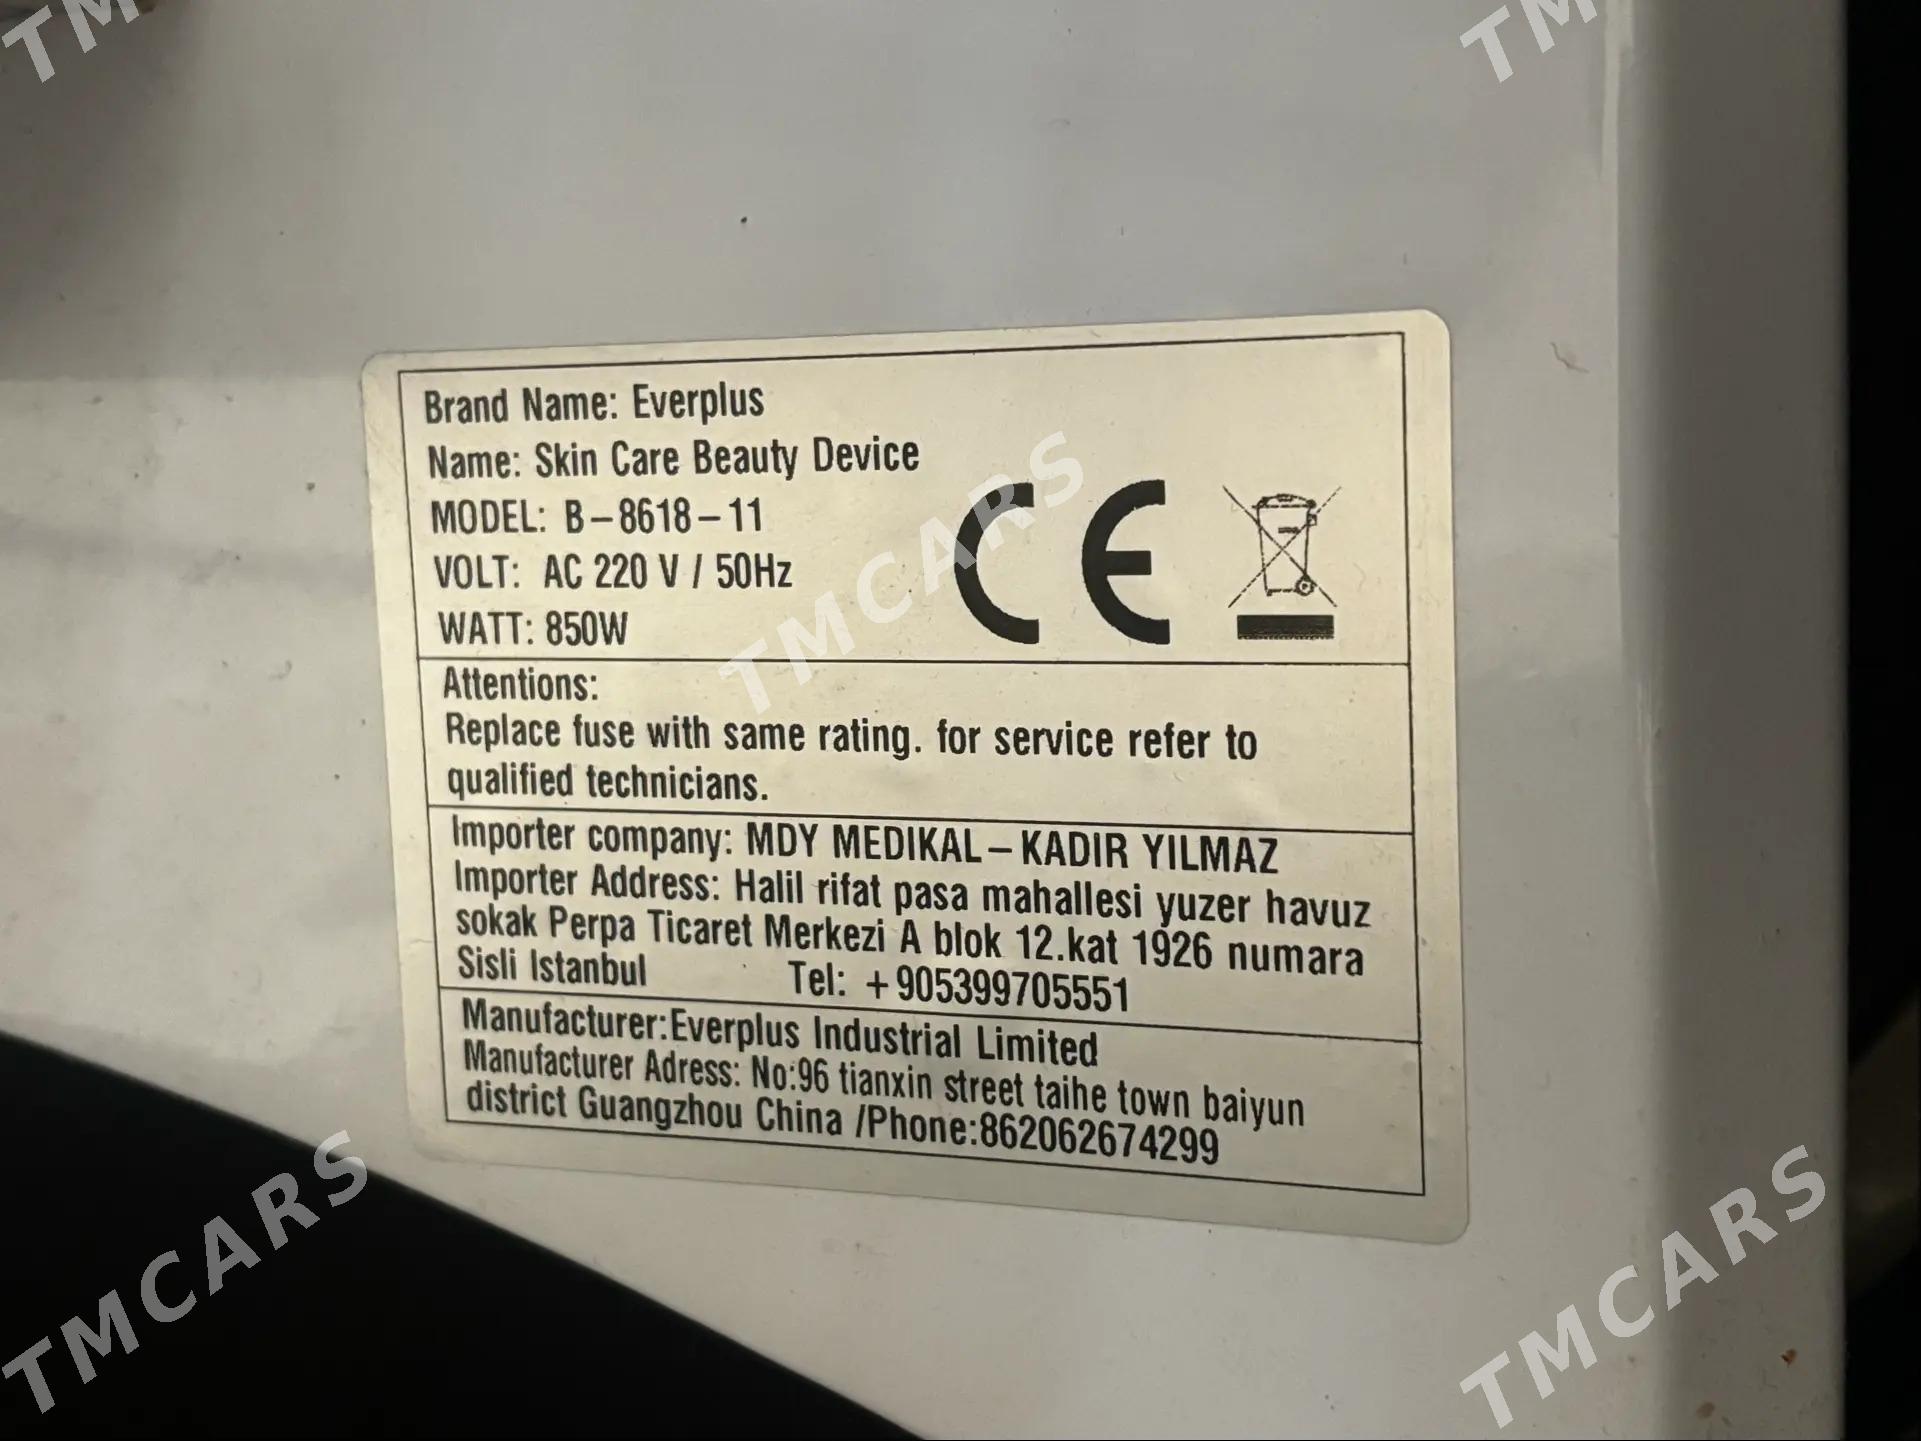 TMCARS
TMCARS
Brand Name: Everplus
Name: Skin Care Beauty Device
MODEL: B-8618-11
VOLT: AC 220 V / 50Hz
WATT: 850W
CE
TMCARS
Attentions:
Replace fuse with same rating. for service refer to
qualified technicians.
Importer company: MDY MEDIKAL-KADIR YILMAZ
Importer Address: Halil rifat pasa mahallesi yuzer havuz
sokak Perpa Ticaret Merkezi A blok 12.kat 1926 numara
Sisli Istanbul Tel: +905399705551
Manufacturer:Everplus Industrial Limited
Manufacturer Adress: No:96 tianxin street taihe town baiyun
district Guangzhou China /Phone:862062674299
TMCARS
TMCARS